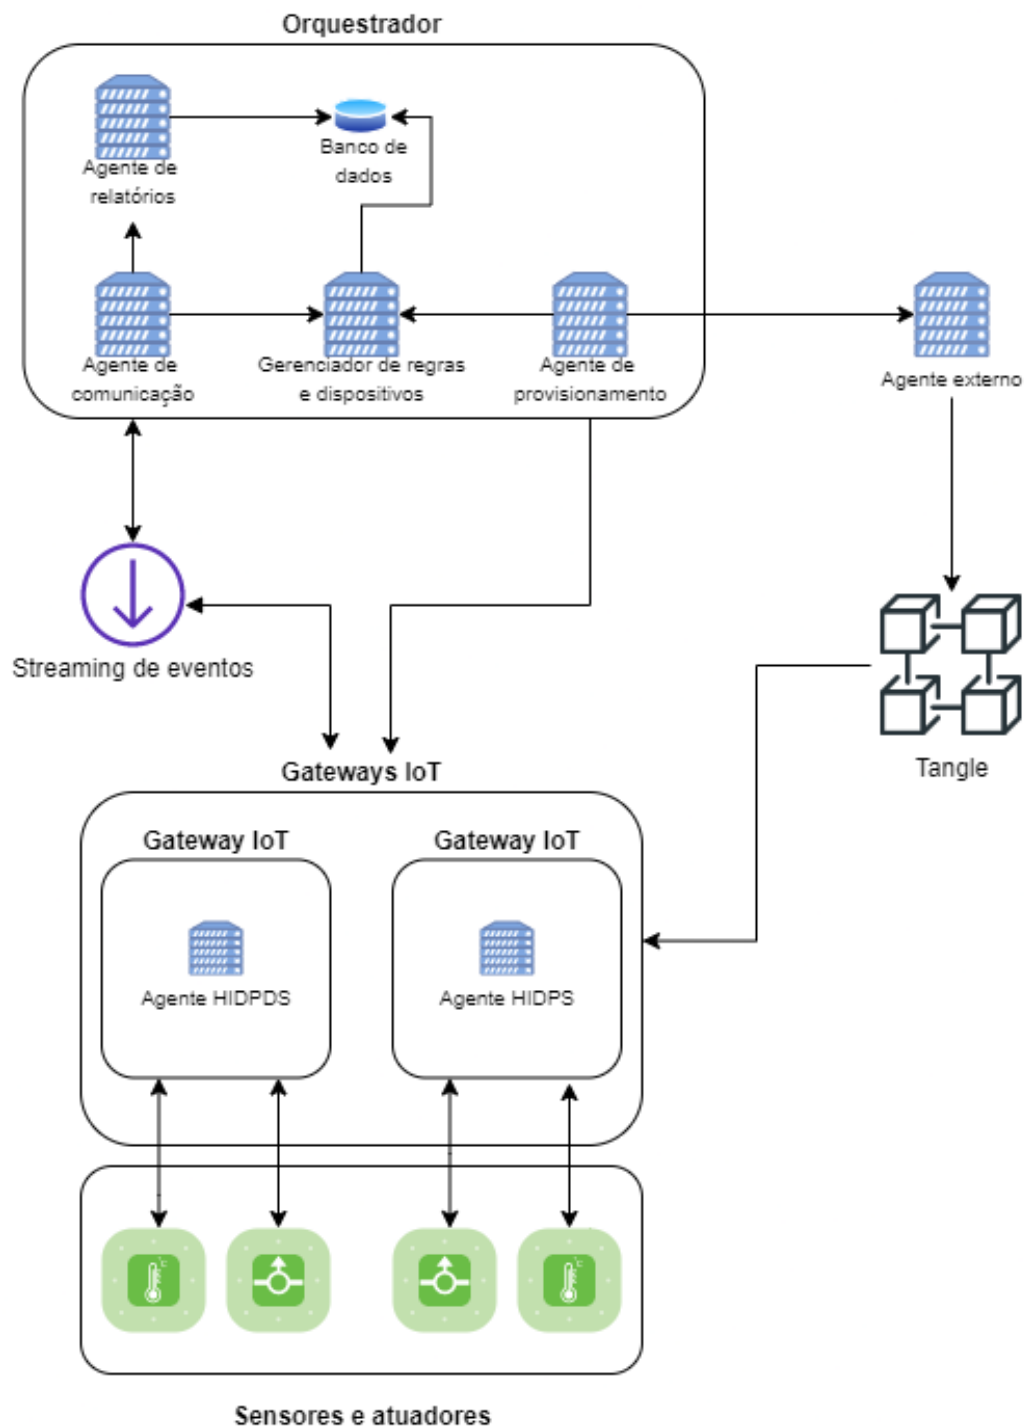 Orquestrador
Banco de
dados
Agente de
relatórios
Agente de
comunicação
Gerenciador de regras
e dispositivos
Agente de
provisionamento
Agente externo
Streaming de eventos
Tangle
Gateways IoT
Gateway IoT
Gateway IoT
Agente HIDPDS
Agente HIDPS
°C
°C
Sensores e atuadores